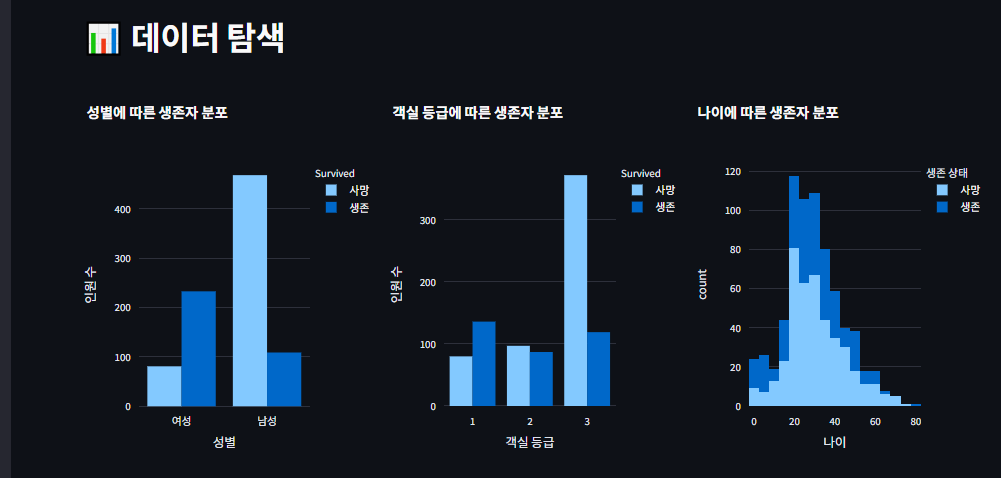 📊 데이터 탐색
성별에 따른 생존자 분포
Survived
사망
생존
인원 수
400
300
200
100
0
여성
남성
성별
객실 등급에 따른 생존자 분포
Survived
사망
생존
인원 수
300
200
100
0
1
2
3
객실 등급
나이에 따른 생존자 분포
생존 상태
사망
생존
count
120
100
80
60
40
20
0
0
20
40
60
80
나이